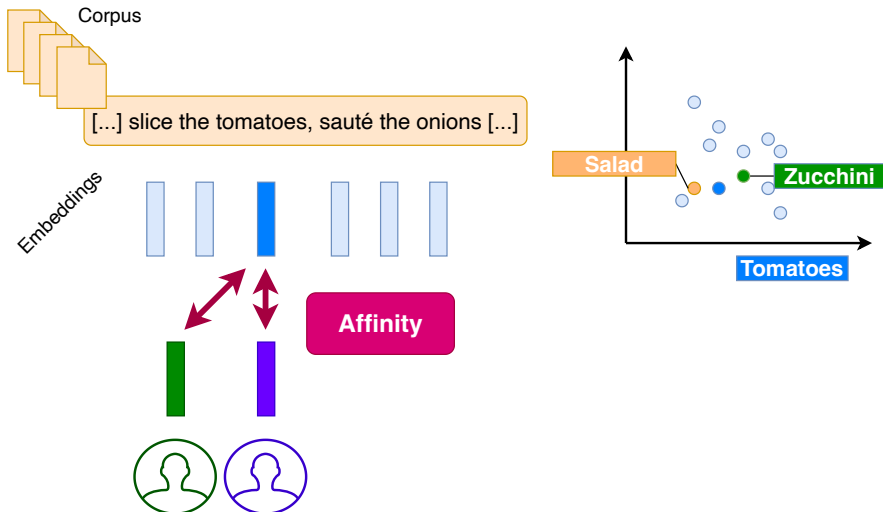 Corpus
[...] slice the tomatoes, sauté the onions [...]
Embeddings
Affinity
Salad
Zucchini
Tomatoes